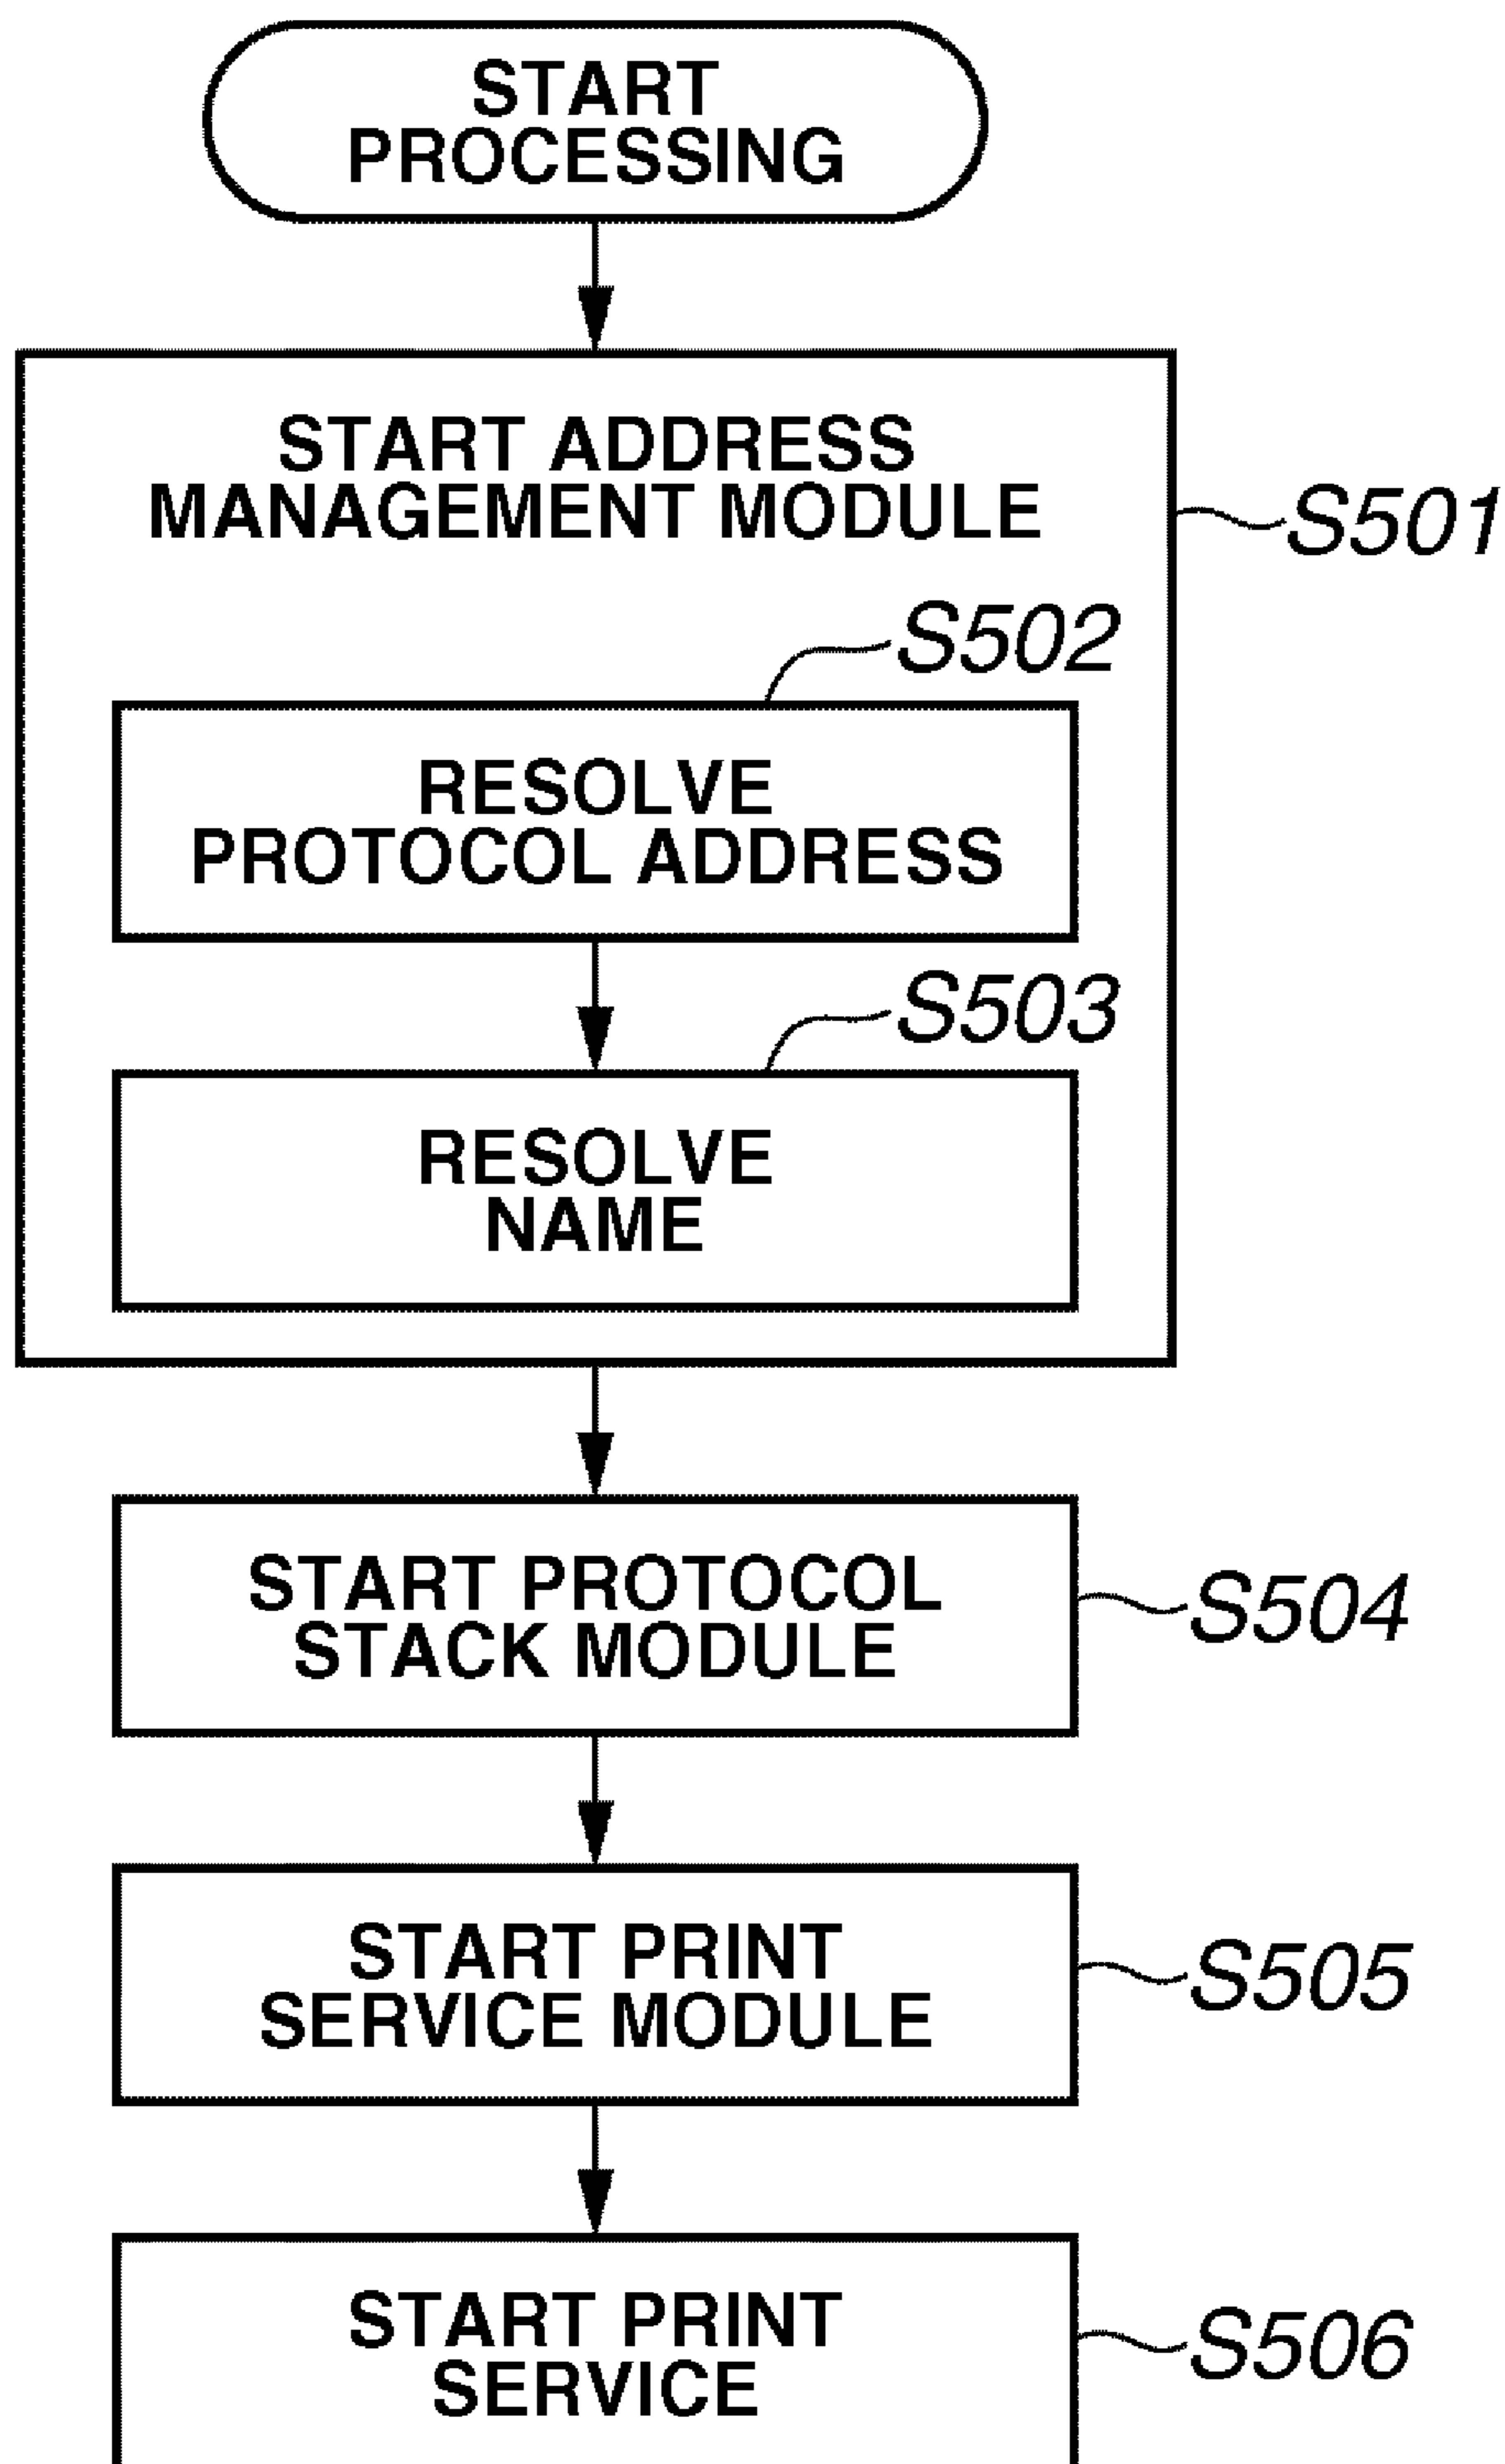 START
PROCESSING
START ADDRESS
MANAGEMENT MODULE
S501
S502
RESOLVE
PROTOCOL ADDRESS
S503
RESOLVE
NAME
START PROTOCOL
STACK MODULE
S504
START PRINT
SERVICE MODULE
S505
START PRINT
SERVICE
S506